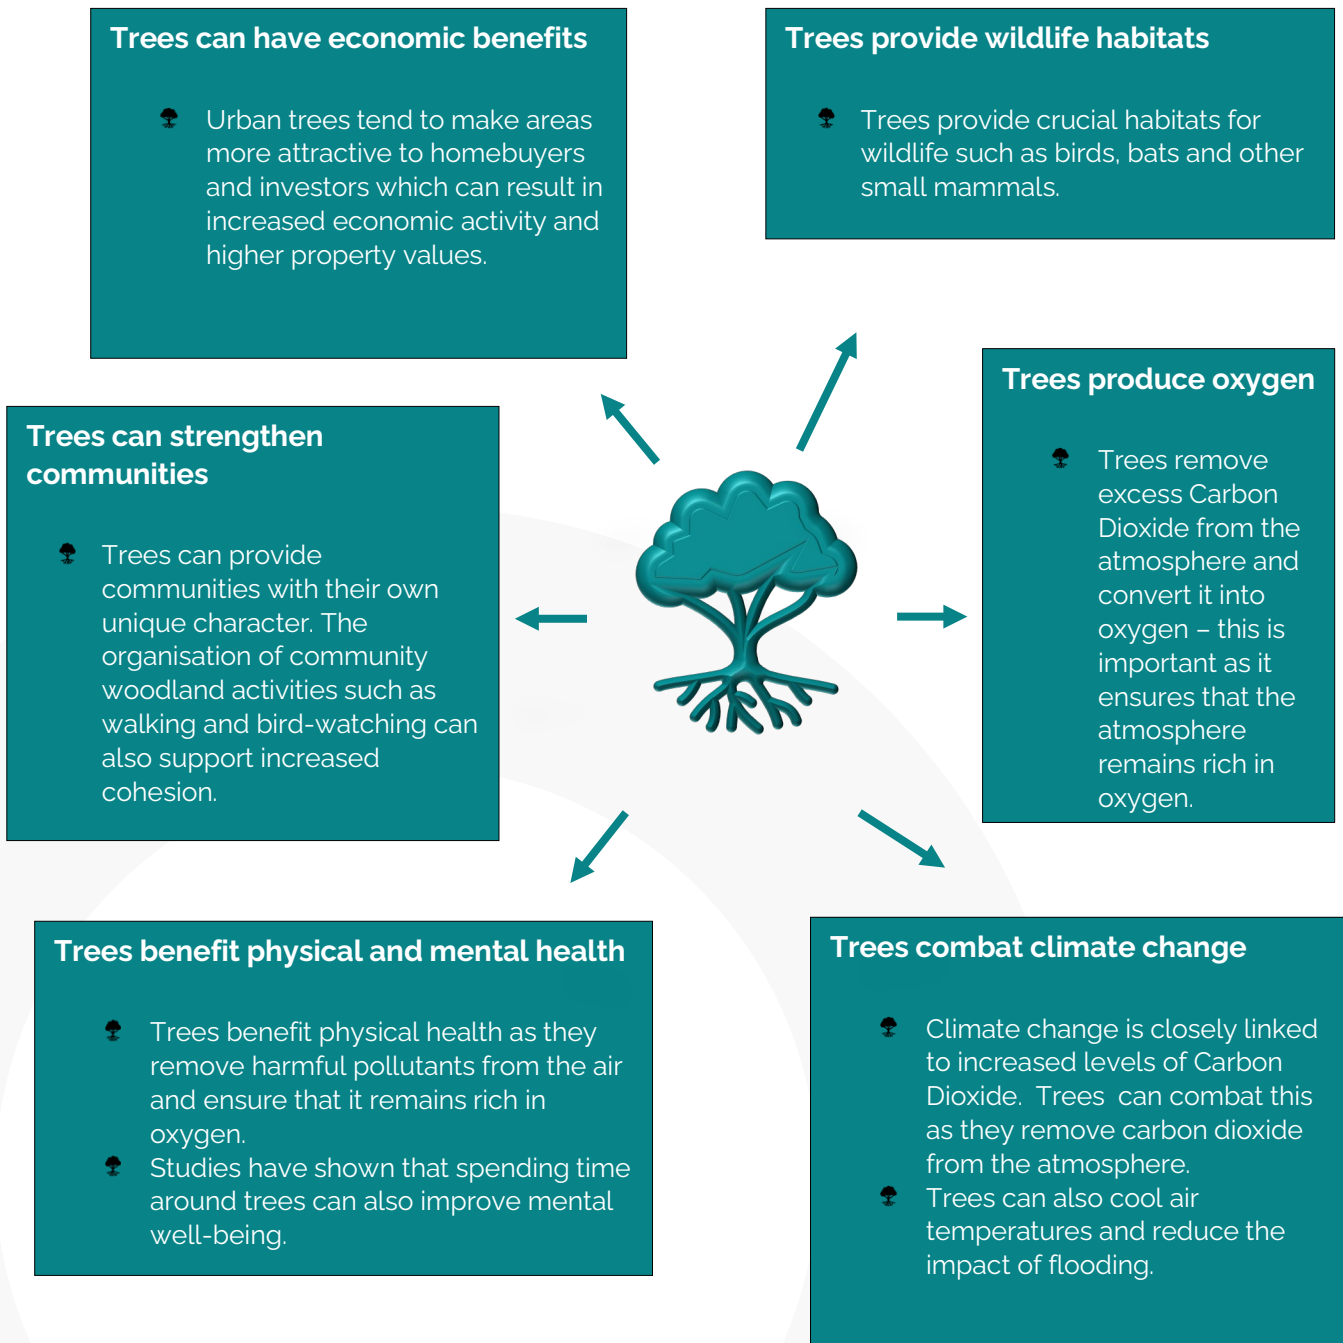 Trees can have economic benefits
Urban trees tend to make areas
more attractive to homebuyers
and investors which can result in
increased economic activity and
higher property values.
Trees provide wildlife habitats
Trees provide crucial habitats for
wildlife such as birds, bats and other
small mammals.
Trees can strengthen
communities
Trees can provide
communities with their own
unique character. The
organisation of community
woodland activities such as
walking and bird-watching can
also support increased
cohesion.
Trees produce oxygen
Trees remove
excess Carbon
Dioxide from the
atmosphere and
convert it into
oxygen – this is
important as it
ensures that the
atmosphere
remains rich in
oxygen.
Trees benefit physical and mental health
Trees benefit physical health as they
remove harmful pollutants from the air
and ensure that it remains rich in
oxygen.
Studies have shown that spending time
around trees can also improve mental
well-being.
Trees combat climate change
Climate change is closely linked
to increased levels of Carbon
Dioxide.  Trees  can combat this
as they remove carbon dioxide
from the atmosphere.
Trees can also cool air
temperatures and reduce the
impact of flooding.